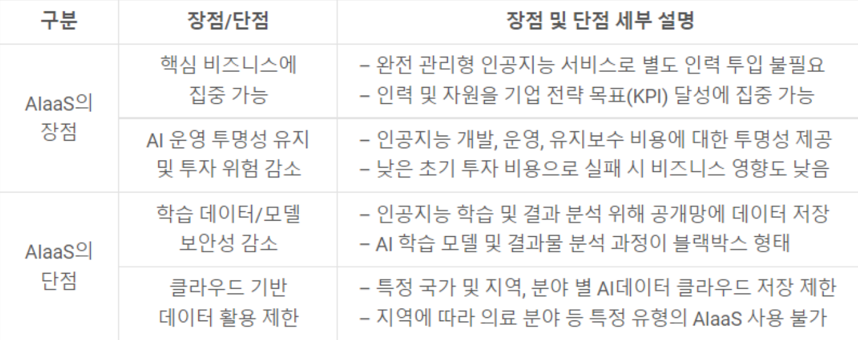 구분 장점/단점 장점 및 단점 세부 설명
AIaaS의
장점
핵심 비즈니스에
집중 가능
– 완전 관리형 인공지능 서비스로 별도 인력 투입 불필요
– 인력 및 자원을 기업 전략 목표(KPI) 달성에 집중 가능
AI 운영 투명성 유지
및 투자 위험 감소
– 인공지능 개발, 운영, 유지보수 비용에 대한 투명성 제공
– 낮은 초기 투자 비용으로 실패 시 비즈니스 영향도 낮음
AIaaS의
단점
학습 데이터/모델
보안성 감소
– 인공지능 학습 및 결과 분석 위해 공개망에 데이터 저장
– AI 학습 모델 및 결과물 분석 과정이 블랙박스 형태
클라우드 기반
데이터 활용 제한
– 특정 국가 및 지역, 분야 별 AI데이터 클라우드 저장 제한
– 지역에 따라 의료 분야 등 특정 유형의 AIaaS 사용 불가